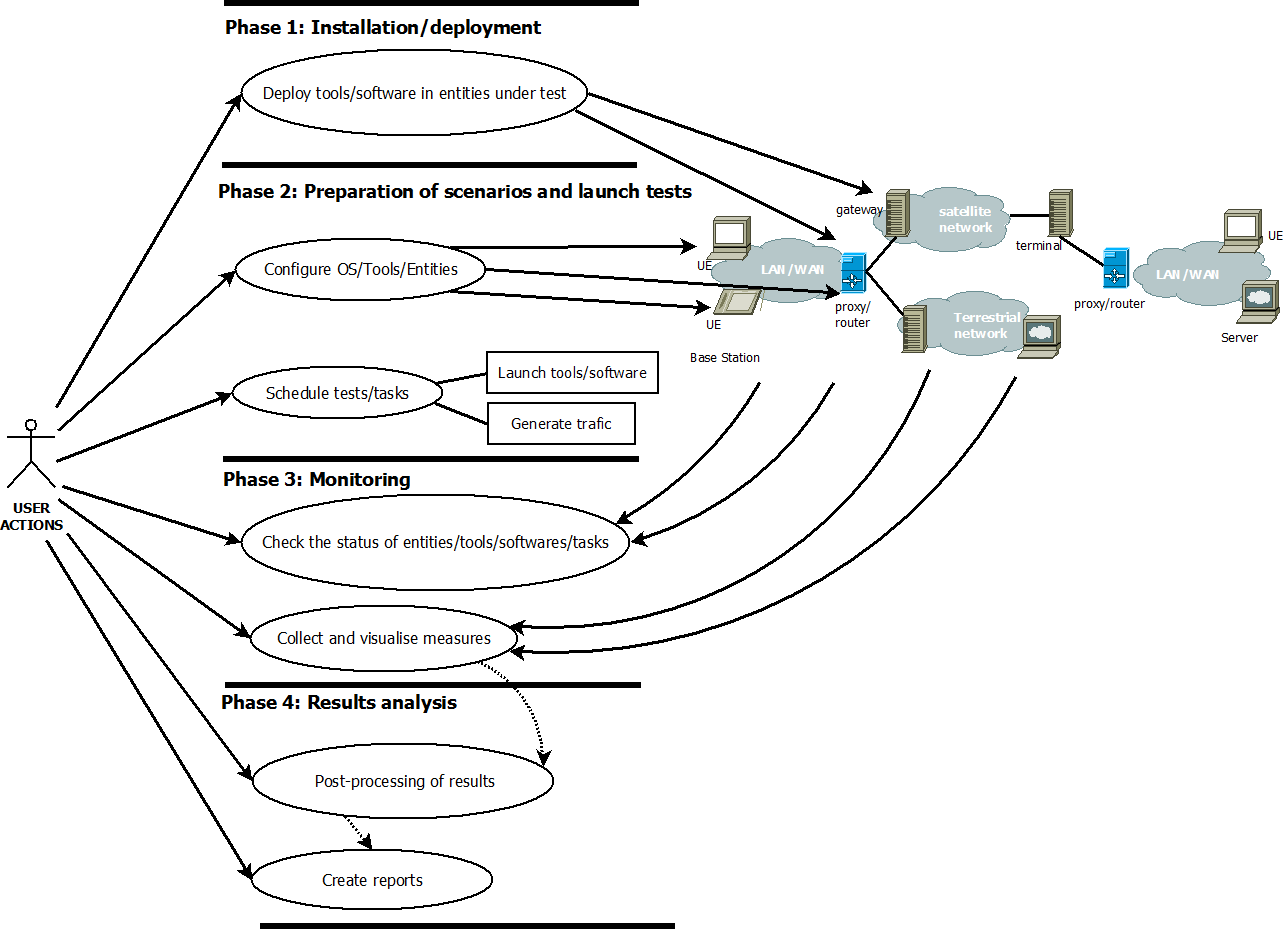 Phase 1: Installation/deployment
Deploy tools/software in entities under test
Phase 2: Preparation of scenarios and launch tests
gateway
satellite
network
terminal
UE
UE
LAN/WAN
Configure OS/Tools/Entities
LAN/WAN
proxy/
router
proxy/router
UE
Terrestrial
network
Server
Base Station
Launch tools/software
Schedule tests/tasks
Generate trafic
Phase 3: Monitoring
USER
ACTIONS
Check the status of entities/tools/softwares/tasks
Collect and visualise measures
Phase 4: Results analysis
Post-processing of results
Create reports